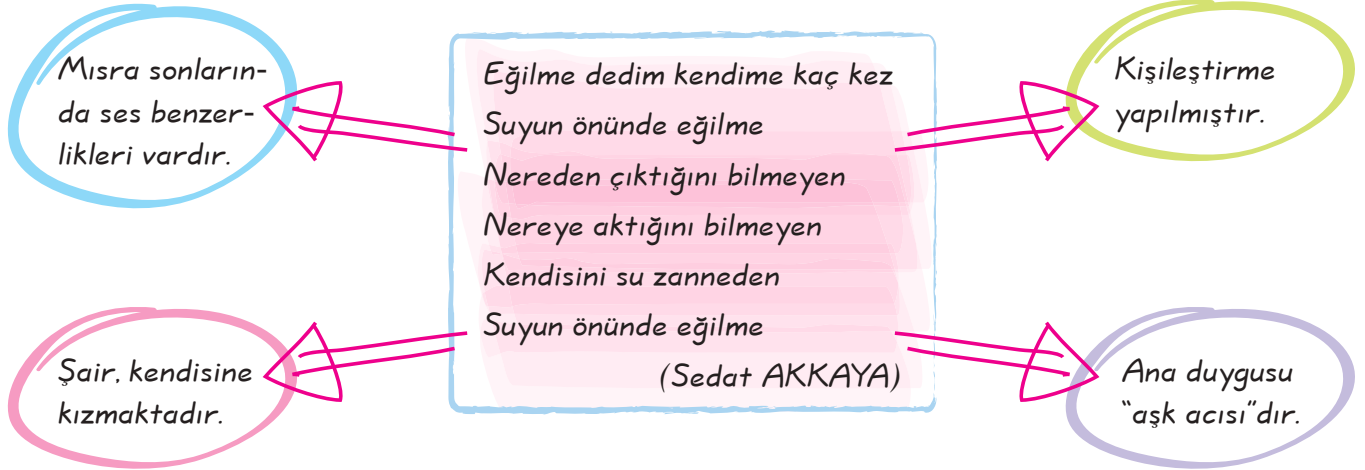 Mısra sonların-
da ses benzer-
likleri vardır.
Eğilme dedim kendime kaç kez
Suyun önünde eğilme
Nereden çıktığını bilmeyen
Nereye aktığını bilmeyen
Kendisini su zanneden
Suyun önünde eğilme
(Sedat AKKAYA)
Kişileştirme
yapılmıştır.
Şair, kendisine
kızmaktadır.
Ana duygusu
“aşk acısı”dır.